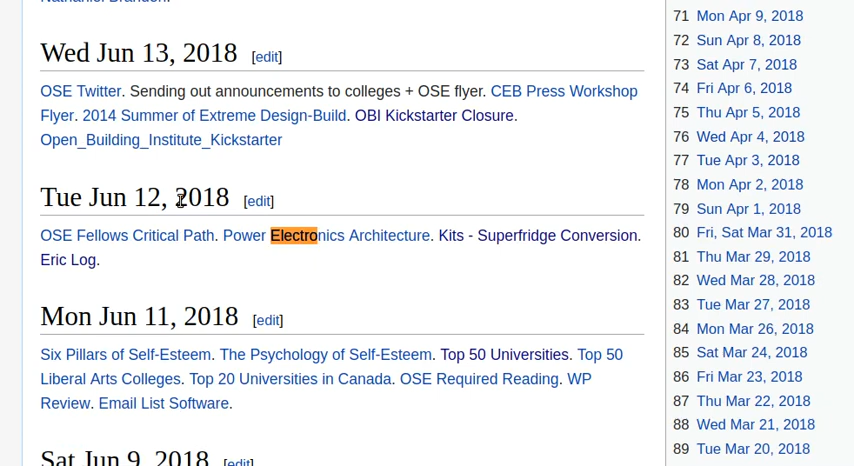 Nathaniel Branden.
Wed Jun 13, 2018 [edit]
OSE Twitter. Sending out announcements to colleges + OSE flyer. CEB Press Workshop
Flyer. 2014 Summer of Extreme Design-Build. OBI Kickstarter Closure.
Open_Building_Institute_Kickstarter
Tue Jun 12, 2018 [edit]
OSE Fellows Critical Path. Power Electronics Architecture. Kits - Superfridge Conversion.
Eric Log.
Mon Jun 11, 2018 [edit]
Six Pillars of Self-Esteem. The Psychology of Self-Esteem. Top 50 Universities. Top 50
Liberal Arts Colleges. Top 20 Universities in Canada. OSE Required Reading. WP
Review. Email List Software.
Sat Jun 9, 2018 [edit]
71 Mon Apr 9, 2018
72 Sun Apr 8, 2018
73 Sat Apr 7, 2018
74 Fri Apr 6, 2018
75 Thu Apr 5, 2018
76 Wed Apr 4, 2018
77 Tue Apr 3, 2018
78 Mon Apr 2, 2018
79 Sun Apr 1, 2018
80 Fri, Sat Mar 31, 2018
81 Thu Mar 29, 2018
82 Wed Mar 28, 2018
83 Tue Mar 27, 2018
84 Mon Mar 26, 2018
85 Sat Mar 24, 2018
86 Fri Mar 23, 2018
87 Thu Mar 22, 2018
88 Wed Mar 21, 2018
89 Tue Mar 20, 2018